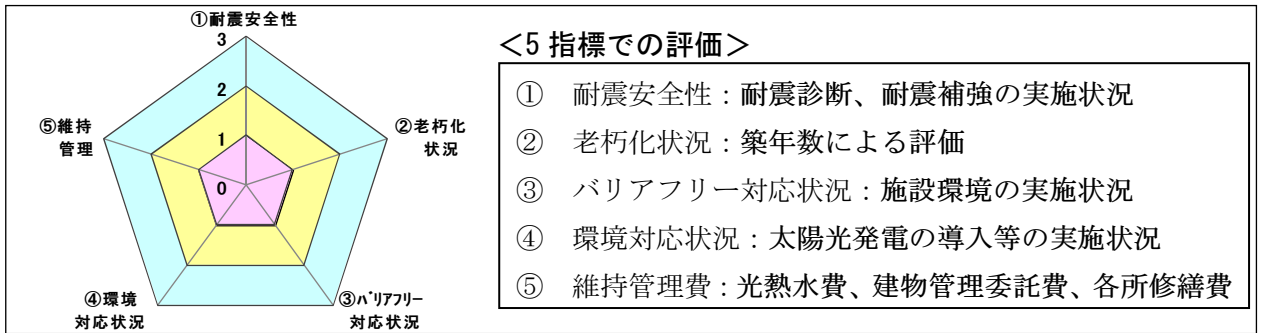 ①耐震安全性
3
2
1
0
②老朽化
状況
③バリアフリー
対応状況
④環境
対応状況
⑤維持
管理
＜5 指標での評価＞
① 耐震安全性：耐震診断、耐震補強の実施状況
② 老朽化状況：築年数による評価
③ バリアフリー対応状況：施設環境の実施状況
④ 環境対応状況：太陽光発電の導入等の実施状況
⑤ 維持管理費：光熱水費、建物管理委託費、各所修繕費